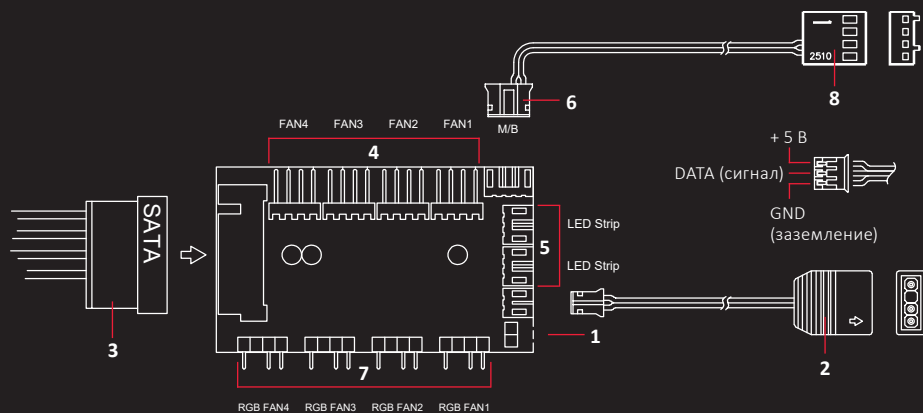 2510
8
6
M/B
FAN4 FAN3 FAN2 FAN1
4
+ 5 В
DATA (сигнал)
GND
(заземление)
SATA
3
LED Strip
5
LED Strip
1
2
7
RGB FAN4 RGB FAN3 RGB FAN2 RGB FAN1